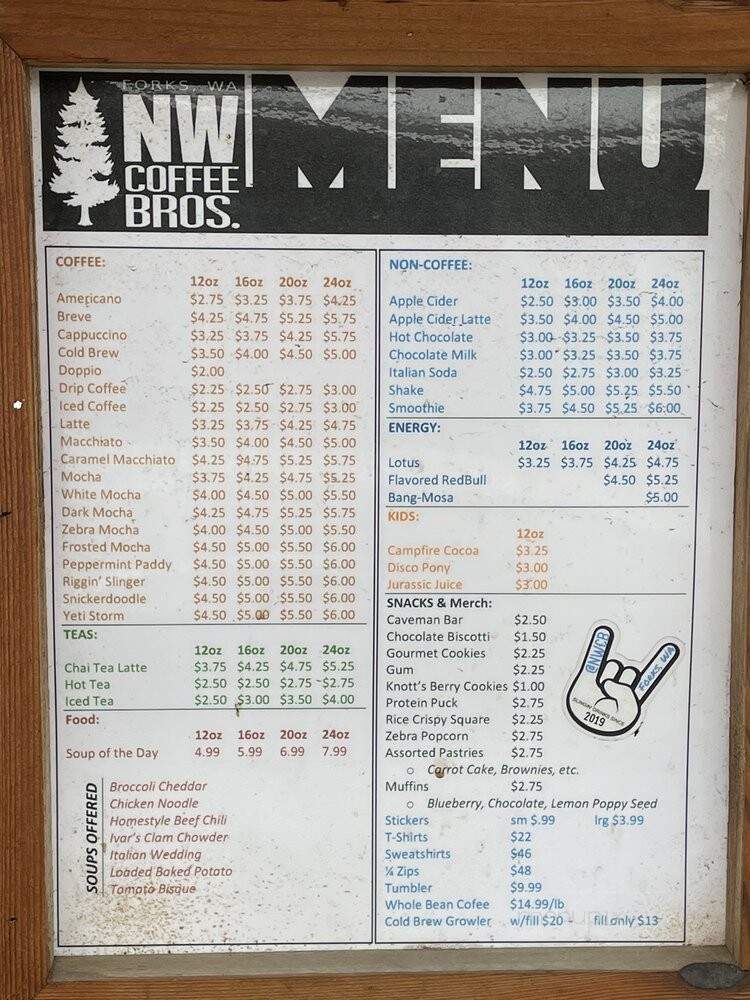 FORKS, WA
NW
COFFEE
BROS.
MENU
COFFEE:
12oz 16oz 20oz 24oz
Americano $2.75 $3.25 $3.75 $4.25
Breve $4.25 $4.75 $5.25 $5.75
Cappuccino $3.25 $3.75 $4.25 $5.75
Cold Brew $3.50 $4.00 $4.50 $5.00
Doppio $2.00
Drip Coffee $2.25 $2.50 $2.75 $3.00
Iced Coffee $2.25 $2.50 $2.75 $3.00
Latte $3.25 $3.75 $4.25 $4.75
Macchiato $3.50 $4.00 $4.50 $5.00
Caramel Macchiato $4.25 $4.75 $5.25 $5.75
Mocha $3.75 $4.25 $4.75 $5.25
White Mocha $4.00 $4.50 $5.00 $5.50
Dark Mocha $4.25 $4.75 $5.25 $5.75
Zebra Mocha $4.00 $4.50 $5.00 $5.50
Frosted Mocha $4.50 $5.00 $5.50 $6.00
Peppermint Paddy $4.50 $5.00 $5.50 $6.00
Riggin' Slinger $4.50 $5.00 $5.50 $6.00
Snickerdoodle $4.50 $5.00 $5.50 $6.00
Yeti Storm $4.50 $5.00 $5.50 $6.00
TEAS:
12oz 16oz 20oz 24oz
Chai Tea Latte $3.75 $4.25 $4.75 $5.25
Hot Tea $2.50 $2.50 $2.75 $2.75
Iced Tea $2.50 $3.00 $3.50 $4.00
Food:
12oz 16oz 20oz 24oz
Soup of the Day 4.99 5.99 6.99 7.99
SOUPS OFFERED
Broccoli Cheddar
Chicken Noodle
Homestyle Beef Chili
Ivar's Clam Chowder
Italian Wedding
Loaded Baked Potato
Tomato Bisque
NON-COFFEE:
12oz 16oz 20oz 24oz
Apple Cider $2.50 $3.00 $3.50 $4.00
Apple Cider Latte $3.50 $4.00 $4.50 $5.00
Hot Chocolate $3.00 $3.25 $3.50 $3.75
Chocolate Milk $3.00 $3.25 $3.50 $3.75
Italian Soda $2.50 $2.75 $3.00 $3.25
Shake $4.75 $5.00 $5.25 $5.50
Smoothie $3.75 $4.50 $5.25 $6.00
ENERGY:
12oz 16oz 20oz 24oz
Lotus $3.25 $3.75 $4.25 $4.75
Flavored RedBull $4.50 $5.25
Bang-Mosa $5.00
KIDS:
12oz
Campfire Cocoa $3.25
Disco Pony $3.00
Jurassic Juice $3.00
SNACKS & Merch:
Caveman Bar $2.50
Chocolate Biscotti $1.50
Gourmet Cookies $2.25
Gum $2.25
Knott's Berry Cookies $1.00
Protein Puck $2.75
Rice Crispy Square $2.25
Zebra Popcorn $2.75
Assorted Pastries $2.75
o Carrot Cake, Brownies, etc.
Muffins $2.75
o Blueberry, Chocolate, Lemon Poppy Seed
Stickers sm $.99 lrg $3.99
T-Shirts $22
Sweatshirts $46
¼ Zips $48
Tumbler $9.99
Whole Bean Cofee $14.99/lb
Cold Brew Growler w/fill $20 - fill only $13
@NWCB
FORKS, WA
SLINGIN' DRINKS SINCE
2019